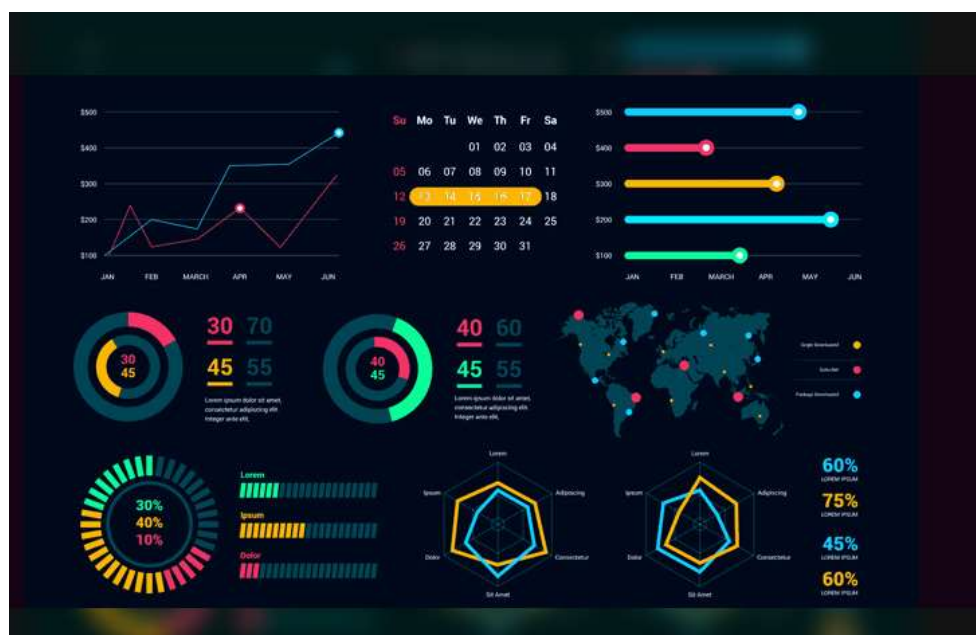 $500
$400
$300
$200
$100
JAN FEB MARCH APR MAY JUN
Su Mo Tu We Th Fr Sa
01 02 03 04
05 06 07 08 09 10 11
12 13 14 15 16 17 18
19 20 21 22 23 24 25
26 27 28 29 30 31
$500
$400
$300
$200
$100
JAN FEB MARCH APR MAY JUN
30
45
30 70
45 55
Lorem ipsum dolor sit amet,
consectetur adipiscing elit.
Integer ante elit,
40
45
40 60
45 55
Lorem ipsum dolor sit amet,
consectetur adipiscing elit.
Integer ante elit,
30%
40%
10%
Lorem
Ipsum
Dolor
Lorem
Ipsum
Adipiscing
Dolor
Consectetur
Sit Amet
Lorem
Ipsum
Adipiscing
Dolor
Consectetur
Sit Amet
60%
LOREM IPSUM
75%
LOREM IPSUM
45%
LOREM IPSUM
60%
LOREM IPSUM